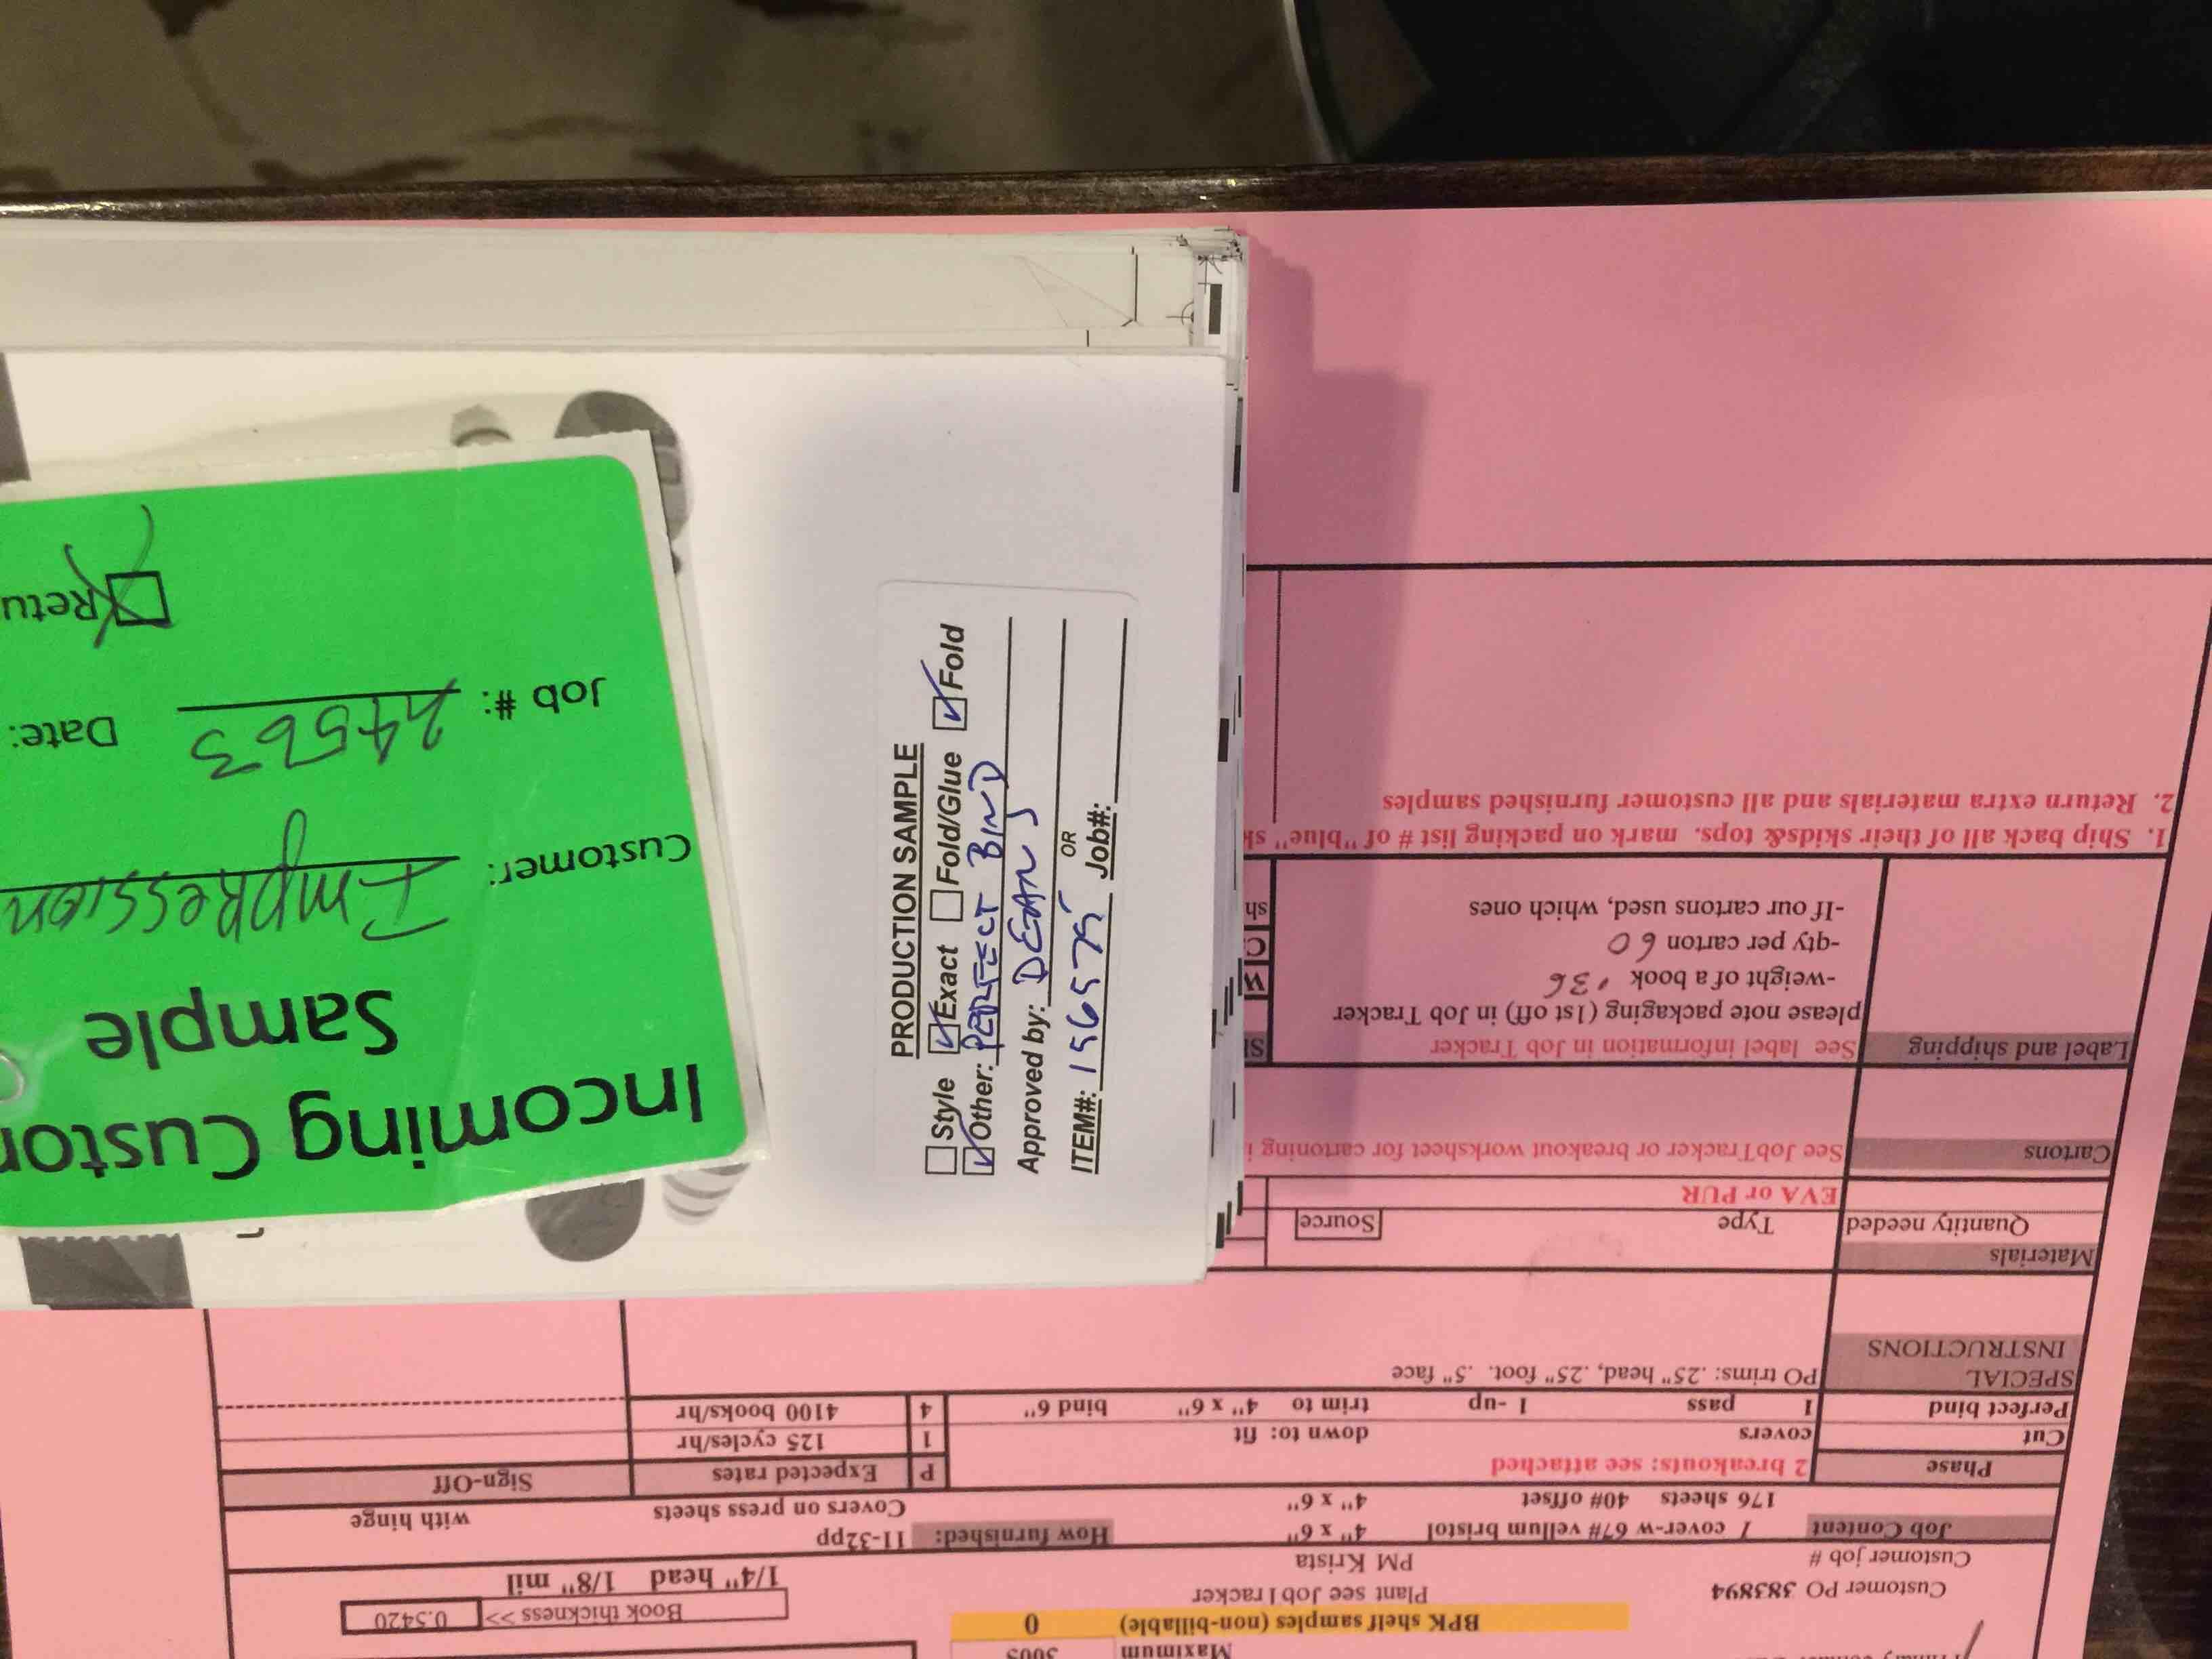 Incoming Custo
Sample
Customer: Impression
Job #: 24563 Date:
Retu
PRODUCTION SAMPLE
Style Exact Fold/Glue Fold
Other: PERFECT BIND
Approved by: DEAN J
OR
ITEM#: 156575 Job#:
Maximum
BPK shelf samples (non-billable) 0
Customer PO 383894 Plant see JobTracker Book thickness >> 0.5420
Customer job # PM Krista 1/4" head 1/8" mil
Job Content 1 cover-w 67# vellum bristol 4" x 6" How furnished: 11-32pp with hinge
176 sheets 40# offset 4" x 6" Covers on press sheets
Phase 2 breakouts: see attached P Expected rates Sign-Off
Cut covers down to: fit 1 125 cycles/hr
Perfect bind 1 pass 1 -up trim to 4" x 6" bind 6" 4 4100 books/hr
SPECIAL PO trims: .25" head, .25" foot. .5" face
INSTRUCTIONS
Materials
Quantity needed Type Source
EVA or PUR
Cartons See JobTracker or breakout worksheet for cartoning
Label and shipping See label information in Job Tracker
please note packaging (1st off) in Job Tracker
-weight of a book .36
-qty per carton 60
-If our cartons used, which ones
1. Ship back all of their skids& tops. mark on packing list # of "blue" sk
2. Return extra materials and all customer furnished samples